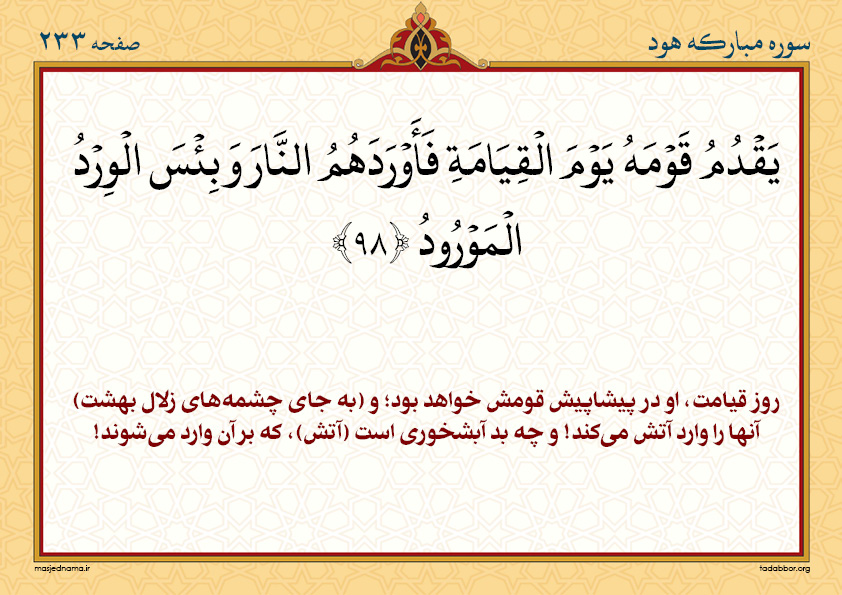 سوره مبارکه هود
صفحه ۲۳۳
يَقْدُمُ قَوْمَهُ يَوْمَ الْقِيَامَةِ فَأَوْرَدَهُمُ النَّارَ وَ بِئْسَ الْوِرْدُ
الْمَوْرُودُ ﴿۹۸﴾
روز قیامت، او در پیشاپیش قومش خواهد بود؛ و (به جای چشمه‌های زلال بهشت)
آنها را وارد آتش می‌کند! و چه بد آبشخوری است (آتش)، که بر آن وارد می‌شوند!
masjednama.ir
tadabbor.org